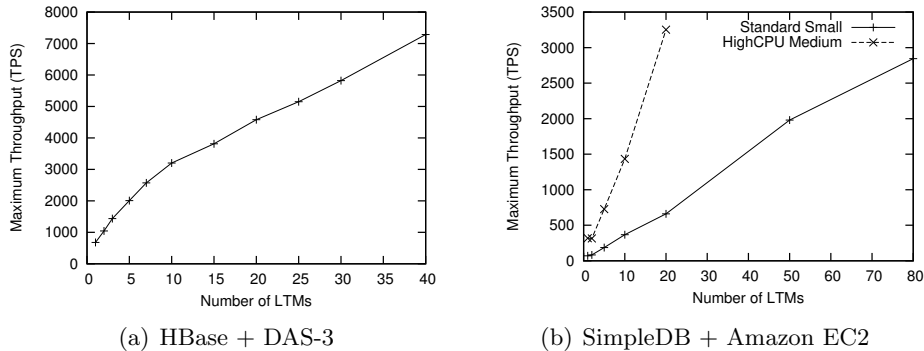 Maximum Throughput (TPS)
8000
7000
6000
5000
4000
3000
2000
1000
0
0 5 10 15 20 25 30 35 40
Number of LTMs
(a) HBase + DAS-3
Maximum Throughput (TPS)
3500
3000
2500
2000
1500
1000
500
0
Standard Small
HighCPU Medium
0 10 20 30 40 50 60 70 80
Number of LTMs
(b) SimpleDB + Amazon EC2